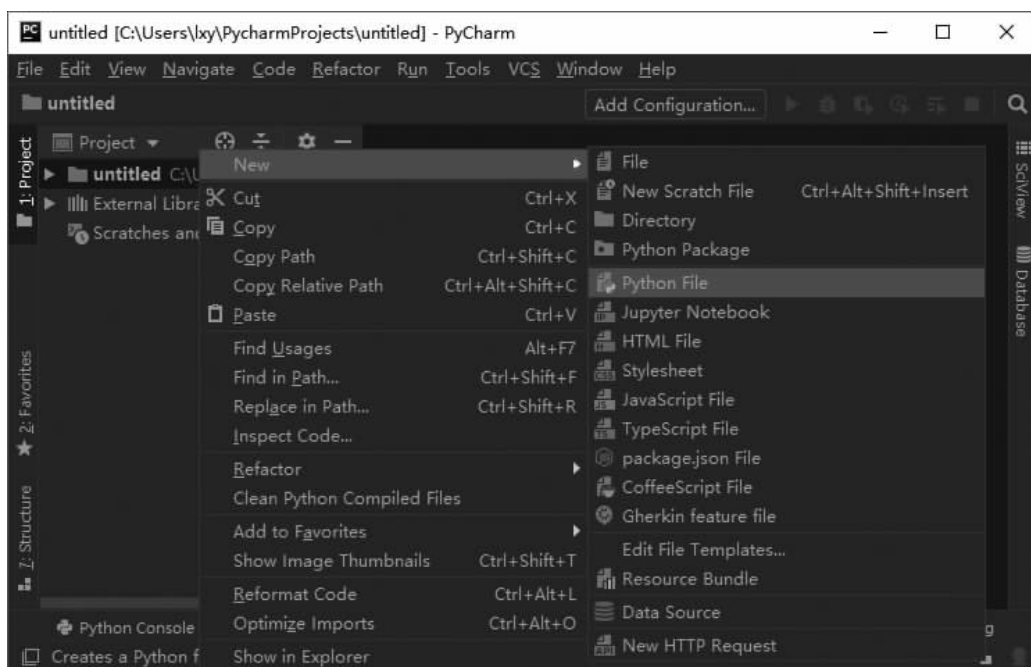 PC untitled [C:\Users\lxy\PycharmProjects\untitled] - PyCharm
File Edit View Navigate Code Refactor Run Tools VCS Window Help
untitled
Add Configuration...
1: Project
2: Favorites
7: Structure
Project
untitled
External Libra
Scratches and
Python Console
Creates a Python f
New
Cut Ctrl+X
Copy Ctrl+C
Copy Path Ctrl+Shift+C
Copy Relative Path Ctrl+Alt+Shift+C
Paste Ctrl+V
Find Usages Alt+F7
Find in Path... Ctrl+Shift+F
Replace in Path... Ctrl+Shift+R
Inspect Code...
Refactor
Clean Python Compiled Files
Add to Favorites
Show Image Thumbnails Ctrl+Shift+T
Reformat Code Ctrl+Alt+L
Optimize Imports Ctrl+Alt+O
Show in Explorer
File
New Scratch File Ctrl+Alt+Shift+Insert
Directory
Python Package
Python File
Jupyter Notebook
HTML File
Stylesheet
JavaScript File
TypeScript File
package.json File
CoffeeScript File
Gherkin feature file
Edit File Templates...
Resource Bundle
Data Source
New HTTP Request
SciView
Database